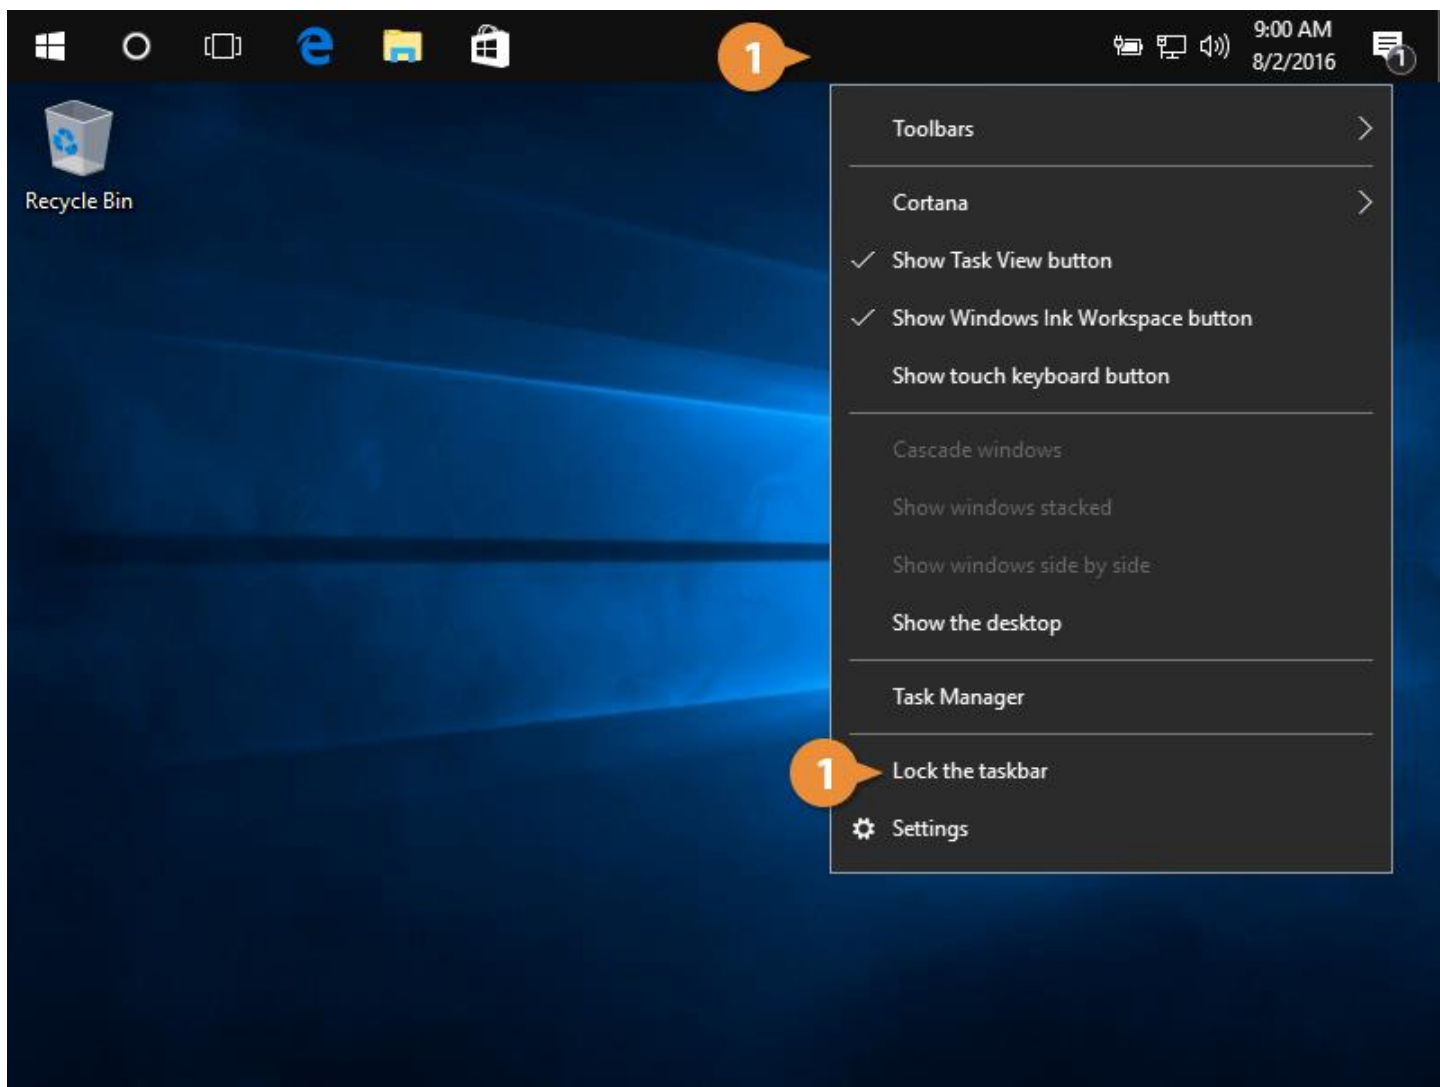 1
9:00 AM
8/2/2016
1
Recycle Bin
Toolbars
Cortana
Show Task View button
Show Windows Ink Workspace button
Show touch keyboard button
Cascade windows
Show windows stacked
Show windows side by side
Show the desktop
Task Manager
1
Lock the taskbar
Settings